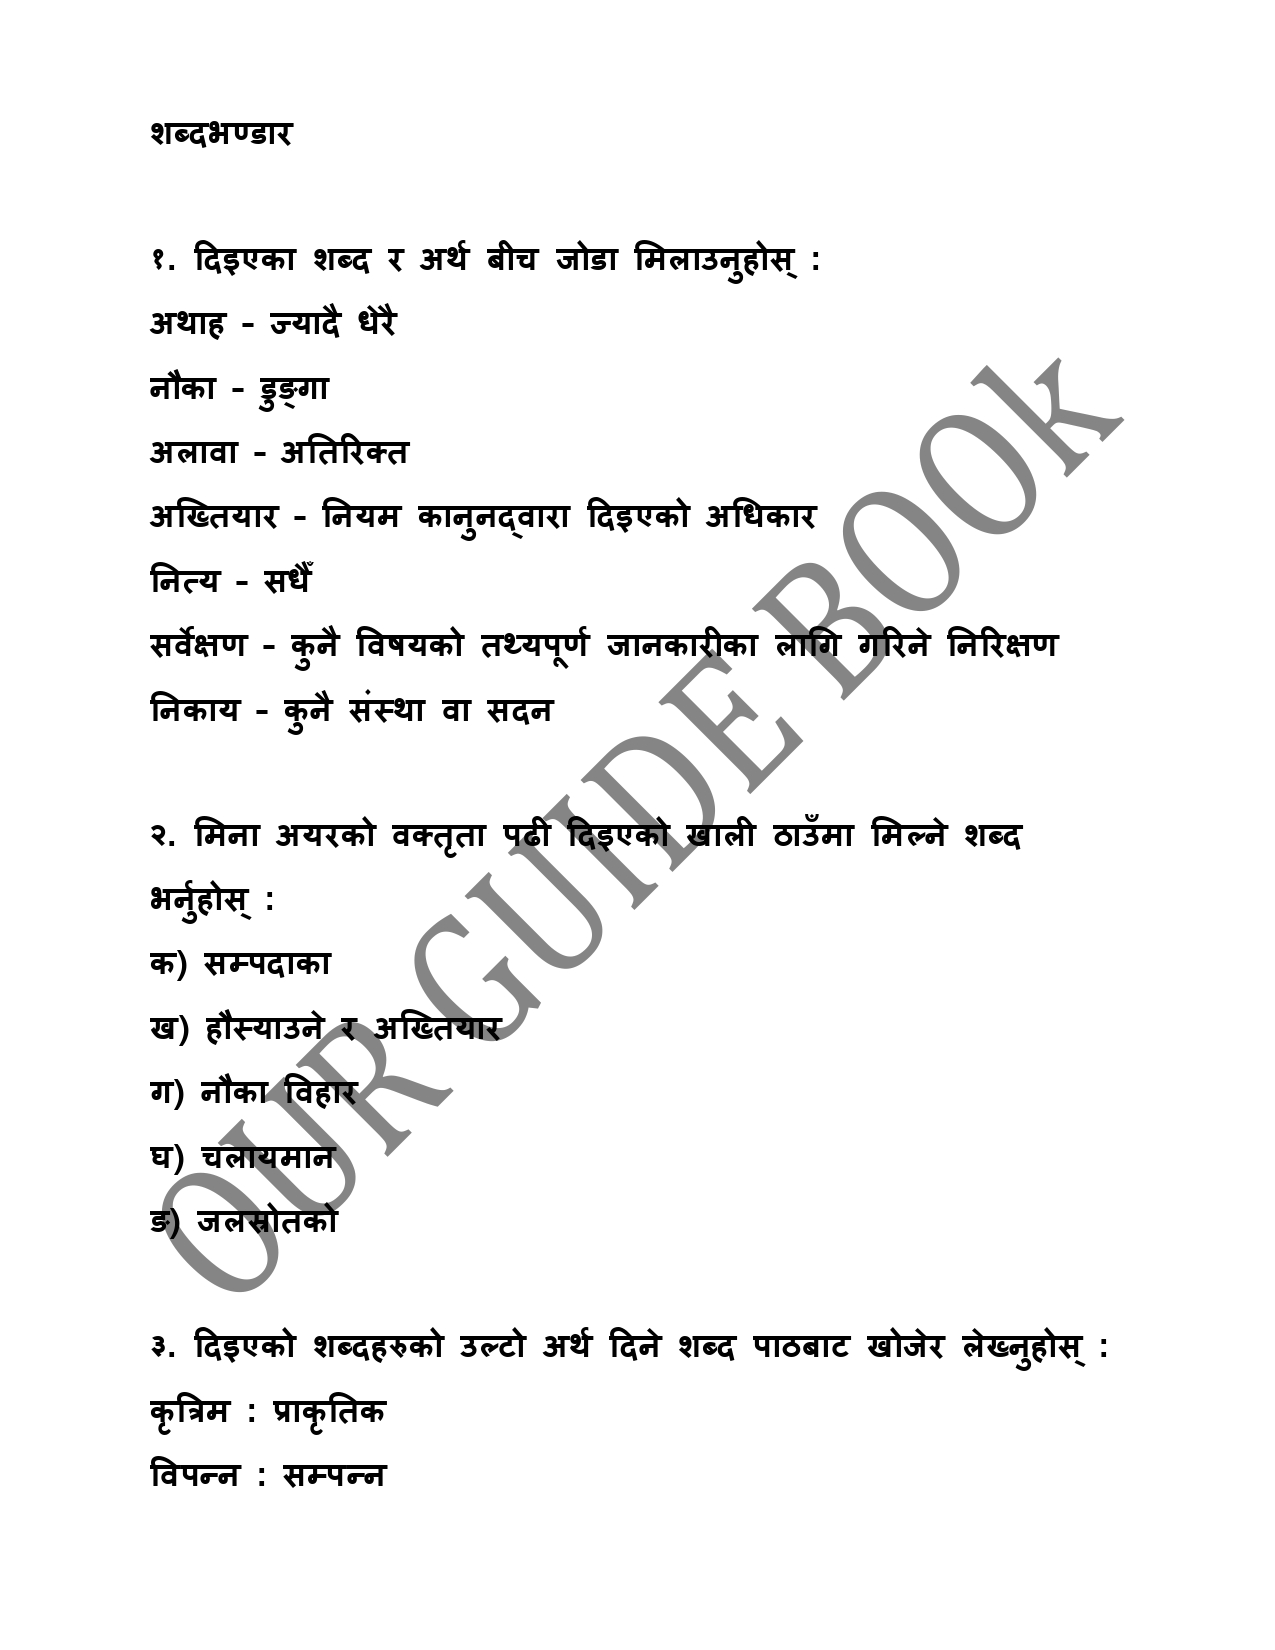 शब्दभण्डार
१. दिइएका शब्द र अर्थ बीच जोडा मिलाउनुहोस् :
अथाह – ज्यादै धेरै
नौका – डुङ्गा
अलावा – अतिरिक्त
अख्तियार – नियम कानुनद्‌वारा दिइएको अधिकार
नित्य – सधैँ
सर्वेक्षण – कुनै विषयको तथ्यपूर्ण जानकारीका लागि गरिने निरिक्षण
निकाय – कुनै संस्था वा सदन
२. मिना अयरको वक्तृता पढी दिइएको खाली ठाउँमा मिल्ने शब्द
भर्नुहोस् :
क) सम्पदाका
ख) हौस्याउने र अख्तियार
ग) नौका विहार
घ) चलायमान
ङ) जलस्रोतको
३. दिइएको शब्दहरुको उल्टो अर्थ दिने शब्द पाठबाट खोजेर लेख्नुहोस् :
कृत्रिम : प्राकृतिक
विपन्न : सम्पन्न
OUR GUIDE BOOk